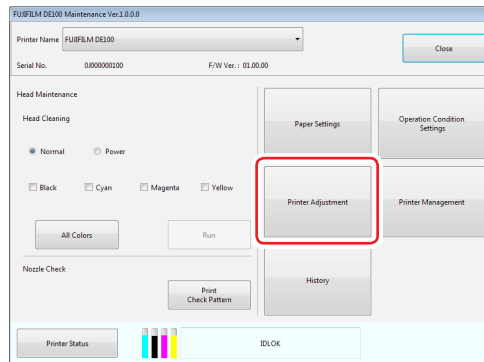 FUJIFILM DE100 Maintenance Ver.1.0.0.0
Printer Name FUJIFILM DE100
Close
Serial No. 0J000000100 F/W Ver. : 01.00.00
Head Maintenance
Head Cleaning
Paper Settings
Operation Condition
Settings
Normal Power
Black Cyan Magenta Yellow
Printer Adjustment
Printer Management
All Colors Run
Nozzle Check
History
Print
Check Pattern
Printer Status
IDLOK